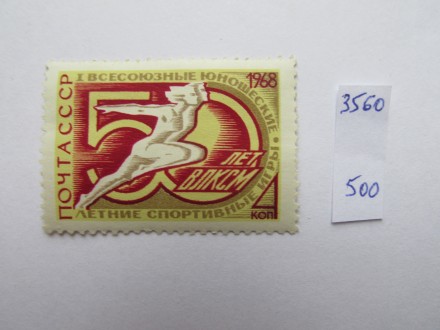 ПОЧТА СССР
I ВСЕСОЮЗНЫЕ ЮНОШЕСКИЕ
ЛЕТНИЕ СПОРТИВНЫЕ ИГРЫ
1968
50
ЛЕТ
ВЛКСМ
4
КОП
3560
500